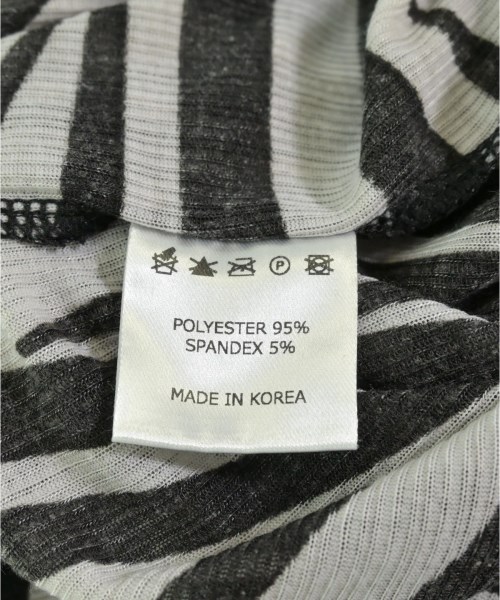 P
POLYESTER 95%
SPANDEX 5%
MADE IN KOREA